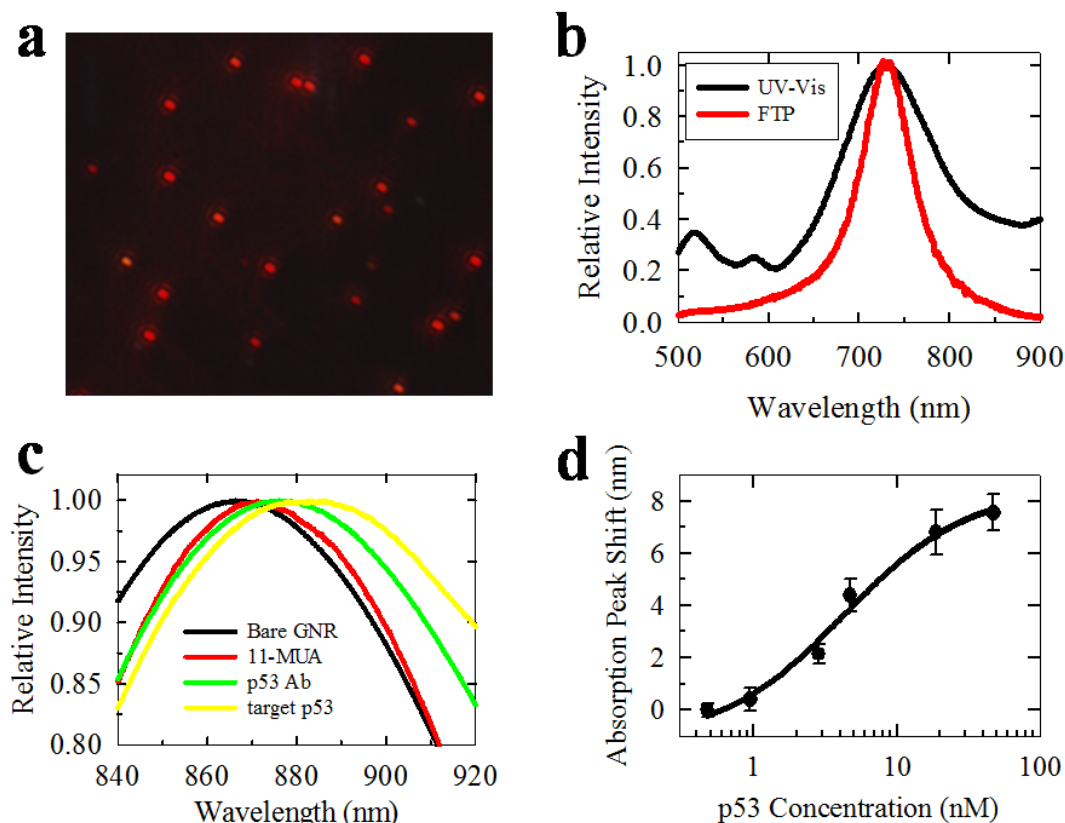 a
b
Relative Intensity
1.0
0.8
0.6
0.4
0.2
0.0
UV-Vis
FTP
500 600 700 800 900
Wavelength (nm)
c
Relative Intensity
1.00
0.95
0.90
0.85
0.80
Bare GNR
11-MUA
p53 Ab
target p53
840 860 880 900 920
Wavelength (nm)
d
Absorption Peak Shift (nm)
8
6
4
2
0
1 10 100
p53 Concentration (nM)